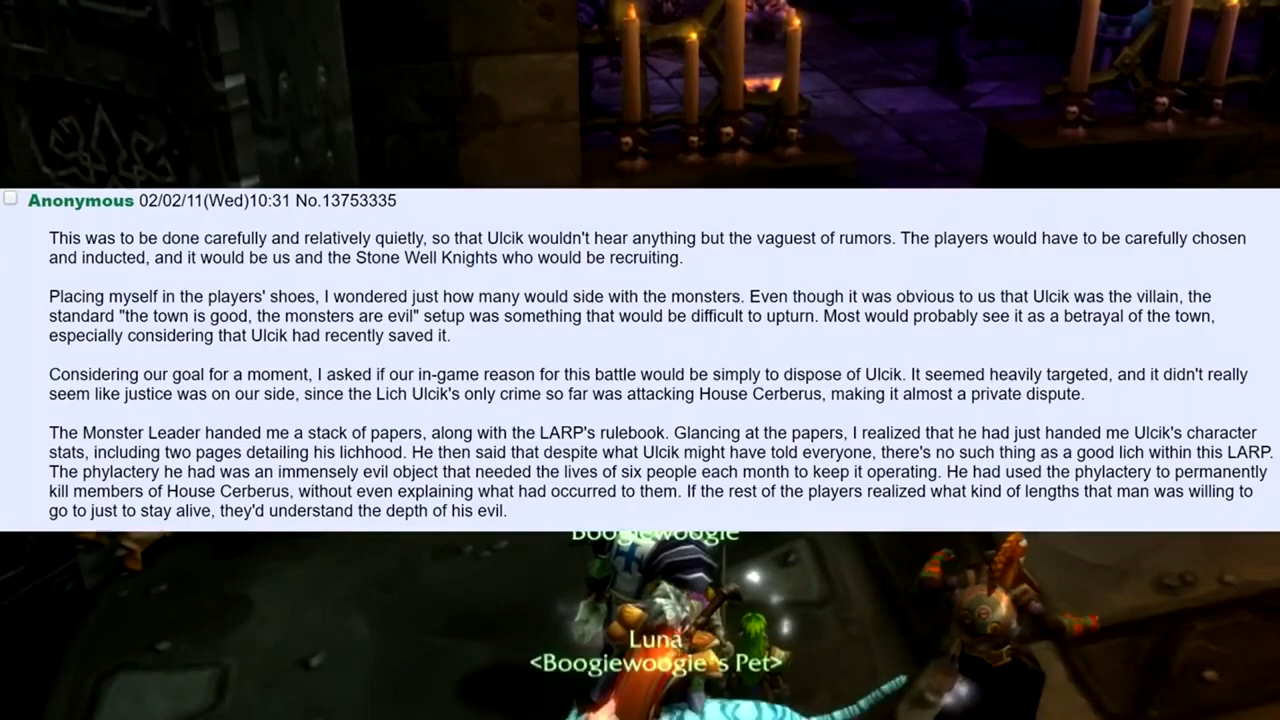 Anonymous 02/02/11(Wed)10:31 No.13753335
This was to be done carefully and relatively quietly, so that Ulcik wouldn't hear anything but the vaguest of rumors. The players would have to be carefully chosen
and inducted, and it would be us and the Stone Well Knights who would be recruiting.
Placing myself in the players' shoes, I wondered just how many would side with the monsters. Even though it was obvious to us that Ulcik was the villain, the
standard "the town is good, the monsters are evil" setup was something that would be difficult to upturn. Most would probably see it as a betrayal of the town,
especially considering that Ulcik had recently saved it.
Considering our goal for a moment, I asked if our in-game reason for this battle would be simply to dispose of Ulcik. It seemed heavily targeted, and it didn't really
seem like justice was on our side, since the Lich Ulcik's only crime so far was attacking House Cerberus, making it almost a private dispute.
The Monster Leader handed me a stack of papers, along with the LARP's rulebook. Glancing at the papers, I realized that he had just handed me Ulcik's character
stats, including two pages detailing his lichhood. He then said that despite what Ulcik might have told everyone, there's no such thing as a good lich within this LARP.
The phylactery he had was an immensely evil object that needed the lives of six people each month to keep it operating. He had used the phylactery to permanently
kill members of House Cerberus, without even explaining what had occurred to them. If the rest of the players realized what kind of lengths that man was willing to
go to just to stay alive, they'd understand the depth of his evil.
Boogiewoogie
Luna
<Boogiewoogie's Pet>